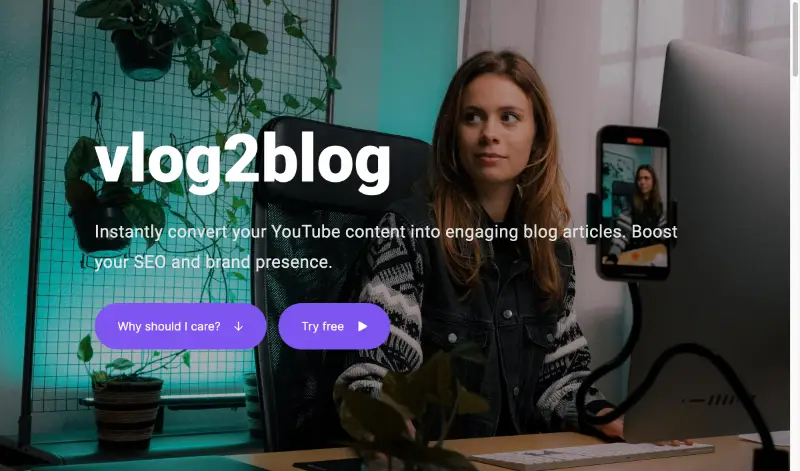 vlog2blog
Instantly convert your YouTube content into engaging blog articles. Boost
your SEO and brand presence.
Why should I care? ↓
Try free ▶